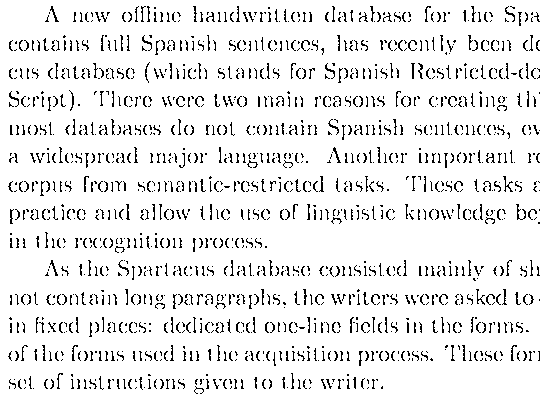 A new offline handwritten database for the Spa
contains full Spanish sentences, has recently been de
cus database (which stands for Spanish Restricted-do
Script). There were two main reasons for creating th
most databases do not contain Spanish sentences, ev
a widespread major language. Another important re
corpus from semantic-restricted tasks. These tasks a
practice and allow the use of linguistic knowledge bey
in the recognition process.
As the Spartacus database consisted mainly of sh
not contain long paragraphs, the writers were asked to
in fixed places: dedicated one-line fields in the forms.
of the forms used in the acquisition process. These for
set of instructions given to the writer.